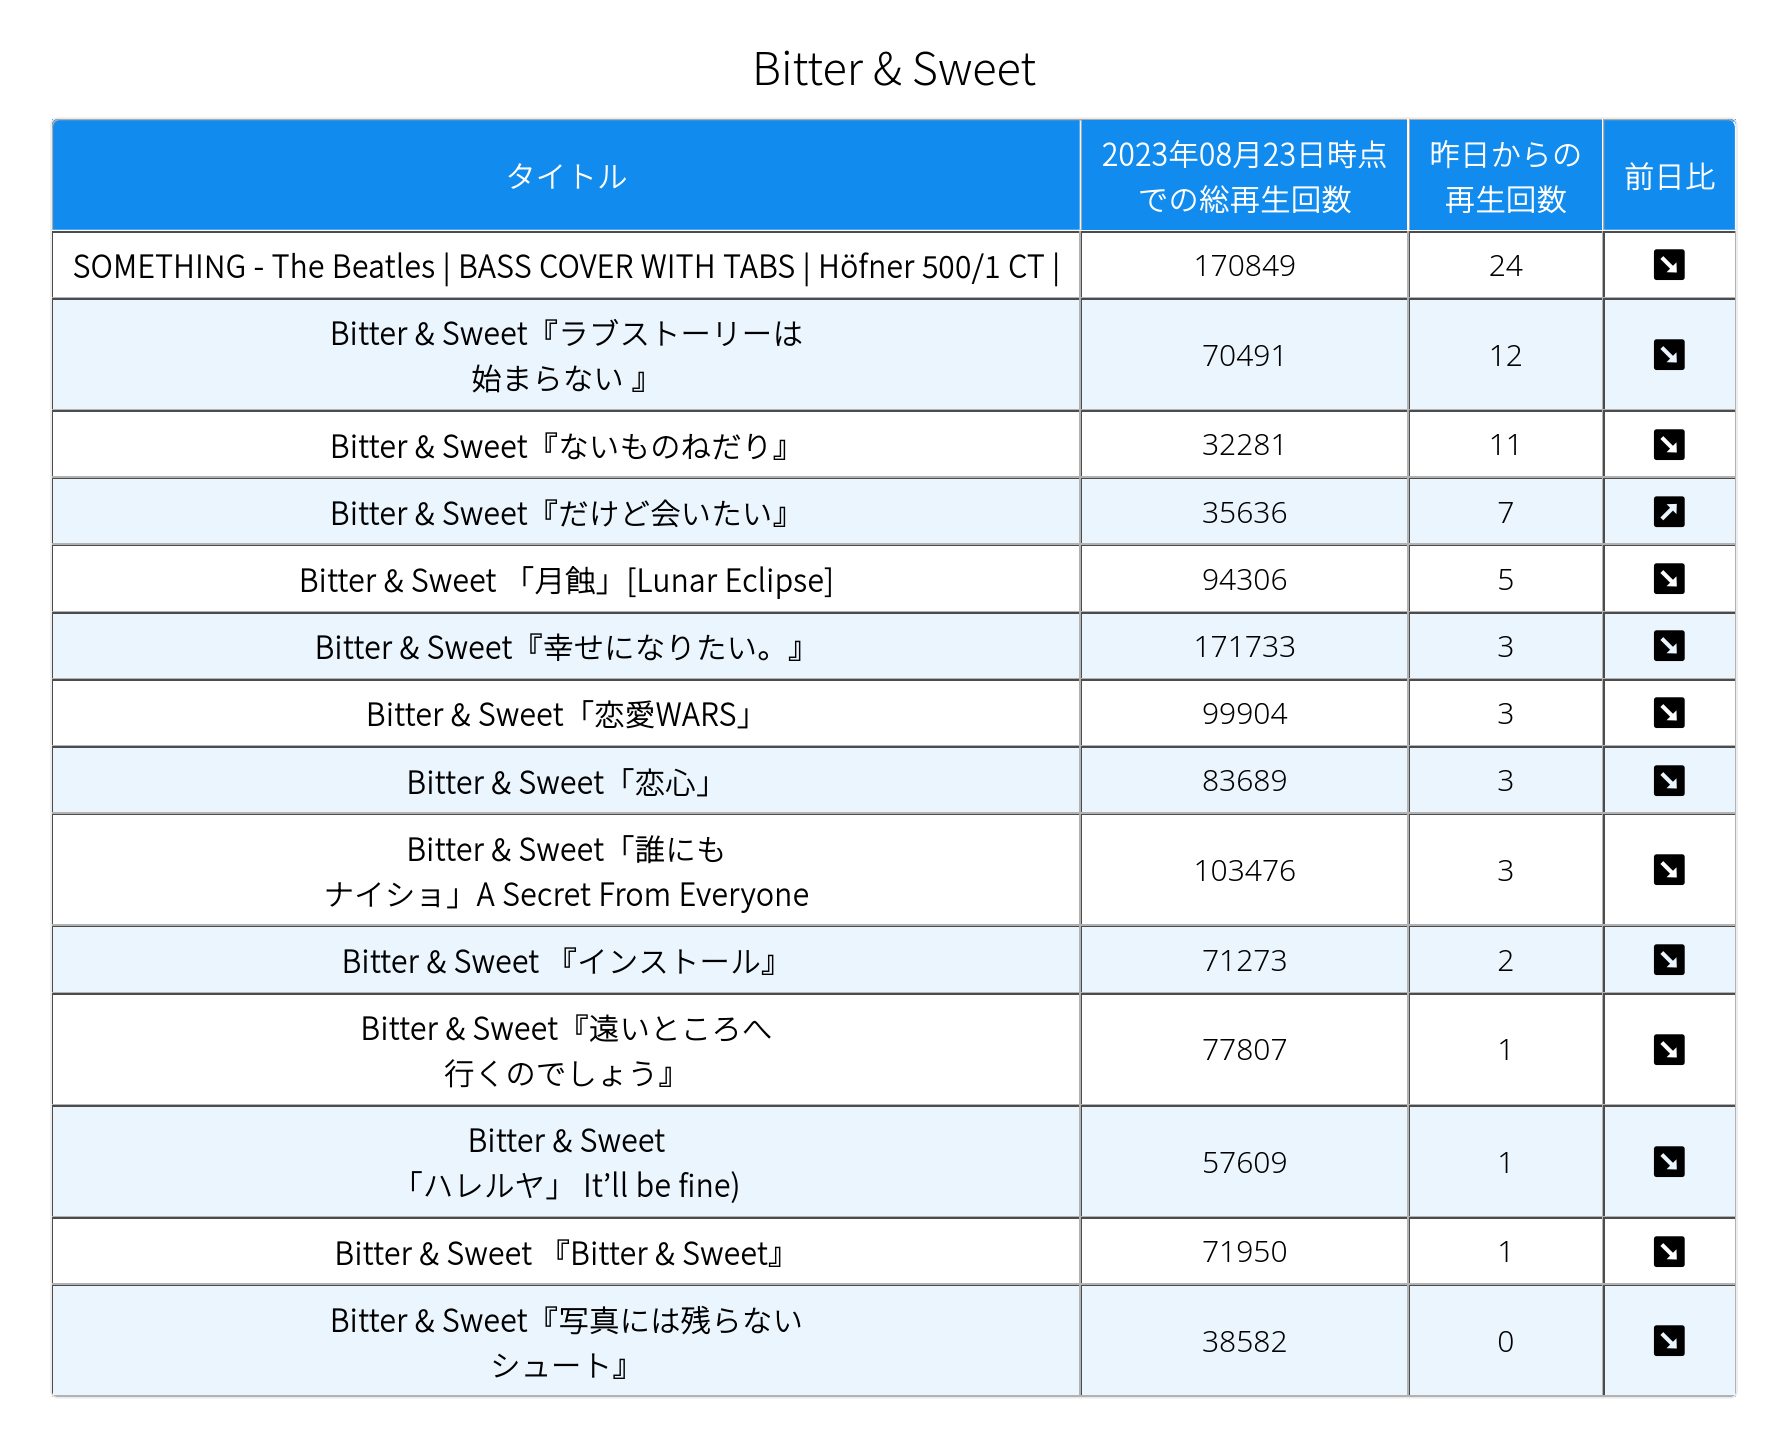 Bitter & Sweet
タイトル
2023年08月23日時点
での総再生回数
昨日からの
再生回数
前日比
SOMETHING - The Beatles | BASS COVER WITH TABS | Höfner 500/1 CT | 170849 24
Bitter & Sweet『ラブストーリーは
始まらない 』
70491 12
Bitter & Sweet『ないものねだり』 32281 11
Bitter & Sweet『だけど会いたい』 35636 7
Bitter & Sweet 「月蝕」[Lunar Eclipse] 94306 5
Bitter & Sweet『幸せになりたい。』 171733 3
Bitter & Sweet「恋愛WARS」 99904 3
Bitter & Sweet「恋心」 83689 3
Bitter & Sweet「誰にも
ナイショ」A Secret From Everyone
103476 3
Bitter & Sweet 『インストール』 71273 2
Bitter & Sweet『遠いところへ
行くのでしょう』
77807 1
Bitter & Sweet
「ハレルヤ」 It’ll be fine)
57609 1
Bitter & Sweet 『Bitter & Sweet』 71950 1
Bitter & Sweet『写真には残らない
シュート』
38582 0